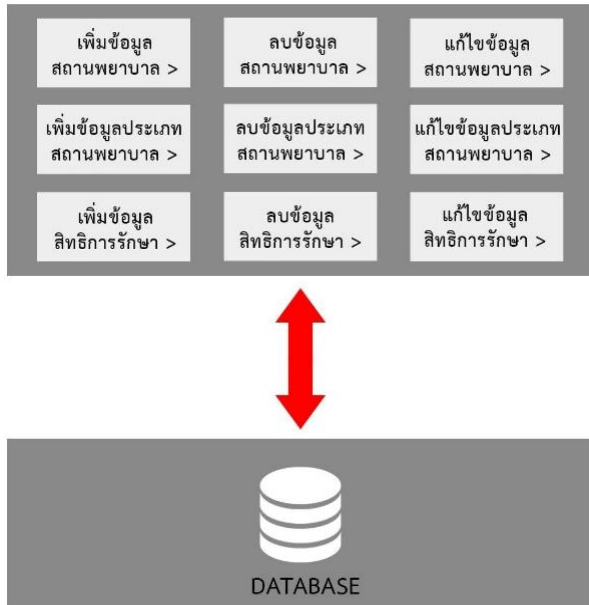 เพิ่มข้อมูล
สถานพยาบาล >
ลบข้อมูล
สถานพยาบาล >
แก้ไขข้อมูล
สถานพยาบาล >
เพิ่มข้อมูลประเภท
สถานพยาบาล >
ลบข้อมูลประเภท
สถานพยาบาล >
แก้ไขข้อมูลประเภท
สถานพยาบาล >
เพิ่มข้อมูล
สิทธิการรักษา >
ลบข้อมูล
สิทธิการรักษา >
แก้ไขข้อมูล
สิทธิการรักษา >
DATABASE